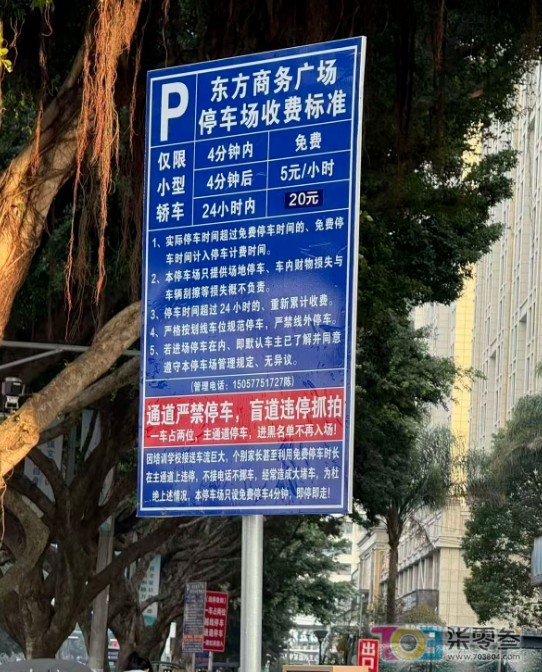 P
东方商务广场
停车场收费标准
仅限
小型
轿车
4分钟内 免费
4分钟后 5元/小时
24小时内 20元
1、实际停车时间超过免费停车时间的、免费停
车时间计入停车计费时间。
2、本停车场只提供场地停车、车内财物损失与
车辆刮擦等损失概不负责。
3、停车时间超过24小时的、重新累计收费。
4、严格按划线车位规范停车，严禁线外停车。
5、若进场停车在内、即默认车主已了解并同意
遵守本停车场管理规定、无异议。
(管理电话：15057751727陈)
通道严禁停车，盲道违停抓拍
一车占两位，主通道停车，进黑名单不再入场！
因培训学校接送车流巨大，个别家长甚至利用免费停车时长
在主通道上违停，不接电话不挪车，经常造成大堵车，为杜
绝上述情况，本停车场只设免费停车4分钟，即停即走！
出口
703 柒零叁
www.703804.com